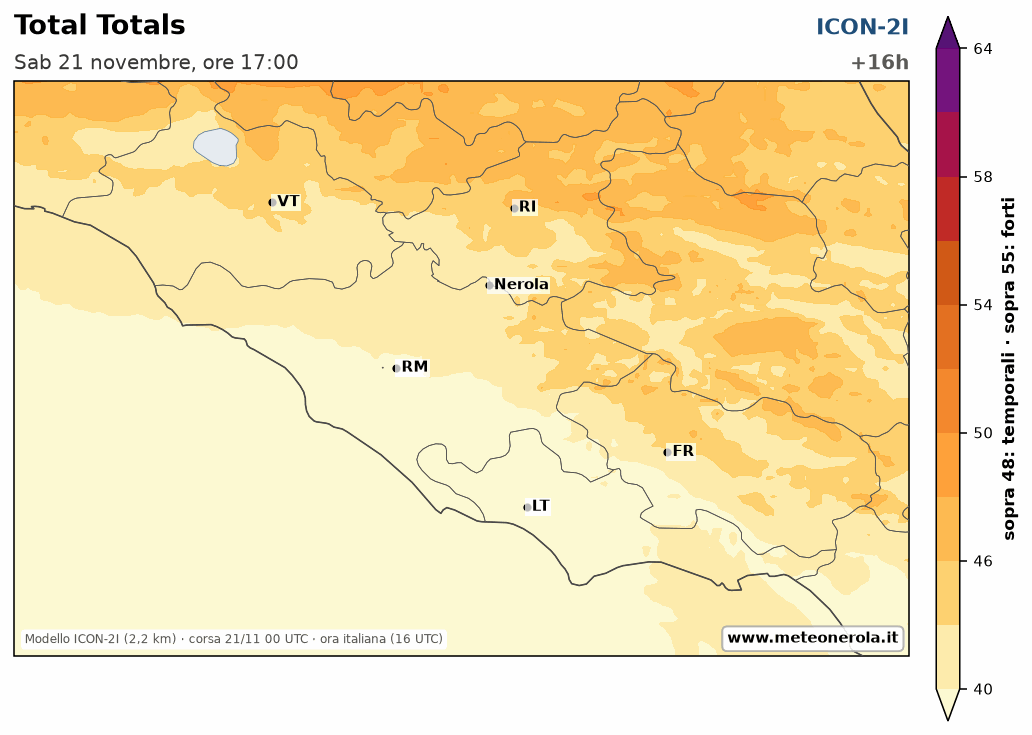 Total Totals
ICON-2I
Sab 21 novembre, ore 17:00
+16h
VT
RI
Nerola
RM
FR
LT
Modello ICON-2I (2,2 km) · corsa 21/11 00 UTC · ora italiana (16 UTC)
www.meteonerola.it
64
58
54
50
46
40
sopra 48: temporali · sopra 55: forti